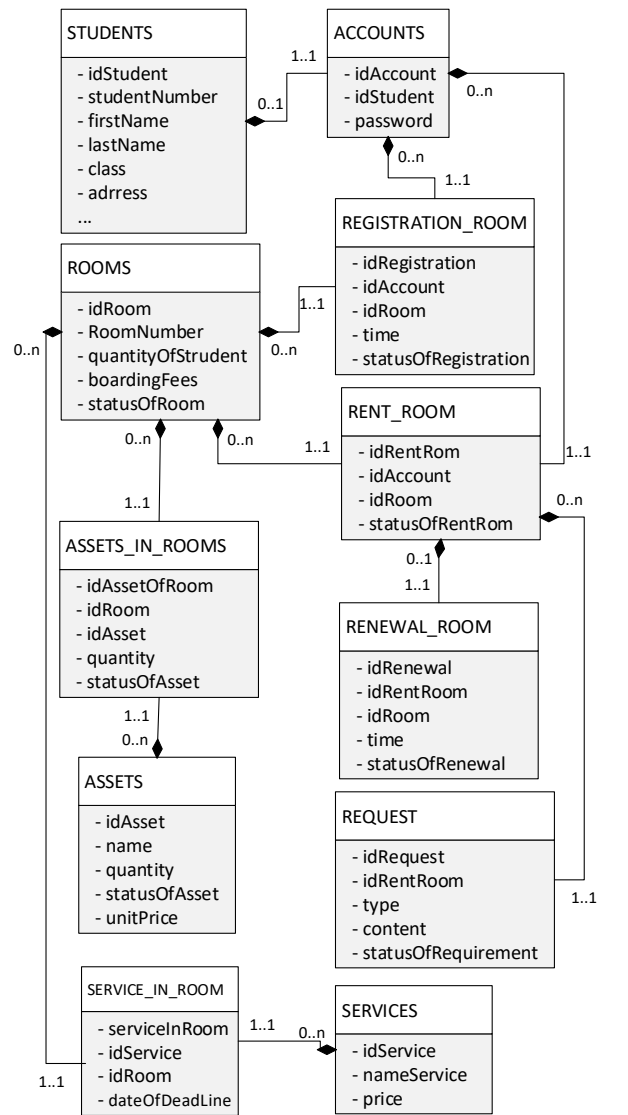 STUDENTS
- idStudent
- studentNumber
- firstName
- lastName
- class
- adrress
...
0..1
1..1
ACCOUNTS
- idAccount
- idStudent
- password
0..n
0..n
1..1
REGISTRATION_ROOM
- idRegistration
- idAccount
- idRoom
- time
- statusOfRegistration
ROOMS
- idRoom
- RoomNumber
- quantityOfStrudent
- boardingFees
- statusOfRoom
0..n
0..n
1..1
0..n
0..n
1..1
RENT_ROOM
- idRentRom
- idAccount
- idRoom
- statusOfRentRom
1..1
0..n
0..1
1..1
1..1
ASSETS_IN_ROOMS
- idAssetOfRoom
- idRoom
- idAsset
- quantity
- statusOfAsset
1..1
0..n
RENEWAL_ROOM
- idRenewal
- idRentRoom
- idRoom
- time
- statusOfRenewal
ASSETS
- idAsset
- name
- quantity
- statusOfAsset
- unitPrice
REQUEST
- idRequest
- idRentRoom
- type
- content
- statusOfRequirement
1..1
SERVICE_IN_ROOM
- serviceInRoom
- idService
- idRoom
- dateOfDeadLine
1..1
1..1
0..n
SERVICES
- idService
- nameService
- price